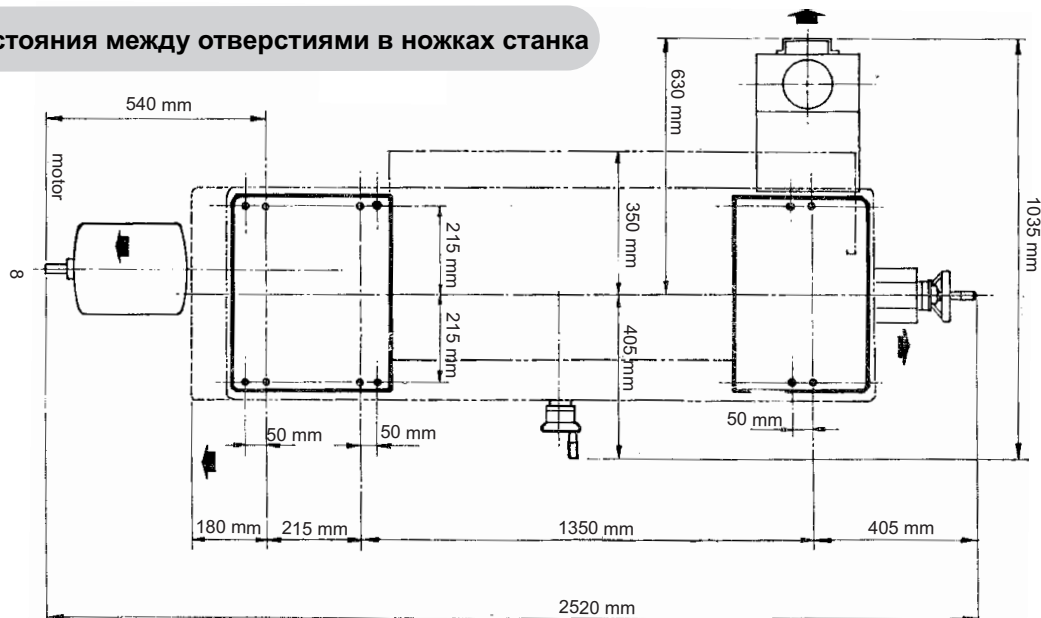 стояния между отверстиями в ножках станка
540 mm
630 mm
motor
350 mm
1035 mm
215 mm
8
215 mm
405 mm
50 mm
50 mm
50 mm
180 mm
215 mm
1350 mm
405 mm
2520 mm